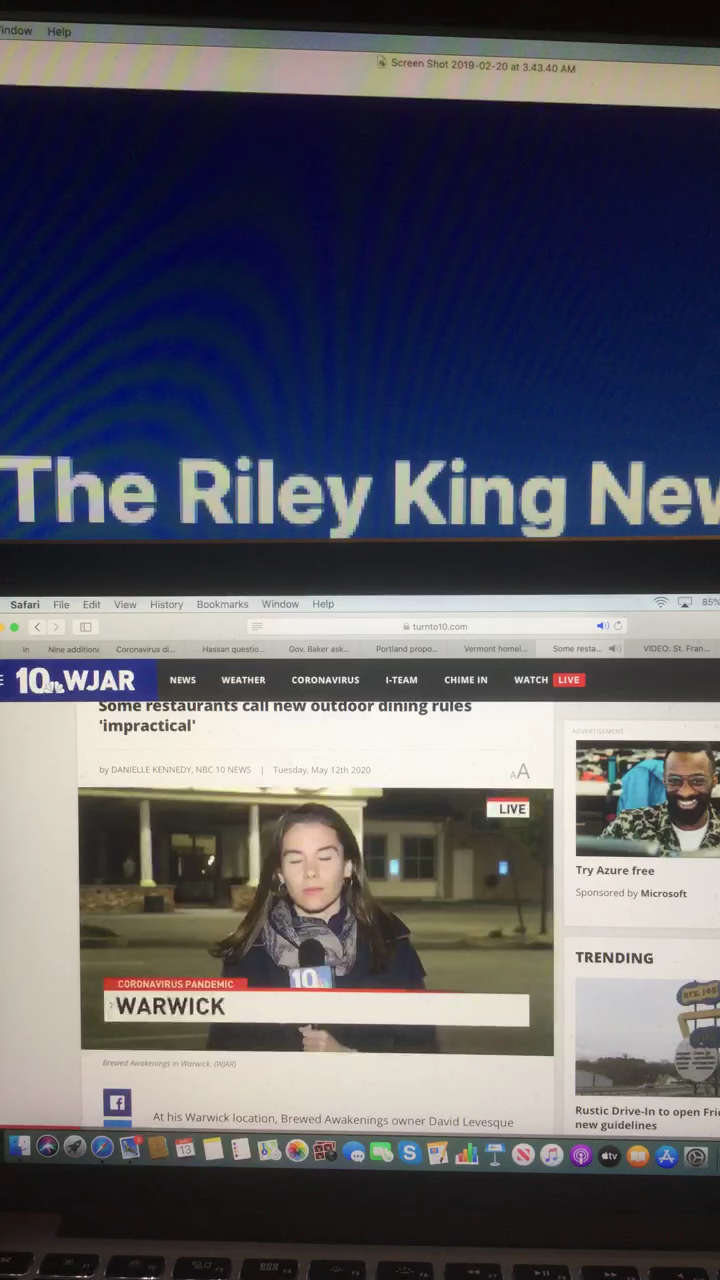 indow Help
Screen Shot 2019-02-20 at 3.43.40 AM
The Riley King New
Safari File Edit View History Bookmarks Window Help 85%
turnto10.com
In Nine addition Coronavirus di... Hassan questio... Gov. Baker ask... Portland propo... Vermont homel... Some resta... VIDEO: St. Fran...
10 WJAR NEWS WEATHER CORONAVIRUS I-TEAM CHIME IN WATCH LIVE
Some restaurants call new outdoor dining rules
'impractical'
by DANIELLE KENNEDY, NBC 10 NEWS | Tuesday, May 12th 2020
AA
ADVERTISEMENT
LIVE
10
CORONAVIRUS PANDEMIC
WARWICK
Try Azure free
Sponsored by Microsoft
TRENDING
Brewed Awakenings in Warwick. (WJAR)
At his Warwick location, Brewed Awakenings owner David Levesque
Rustic Drive-In to open Fri
new guidelines
13
tv